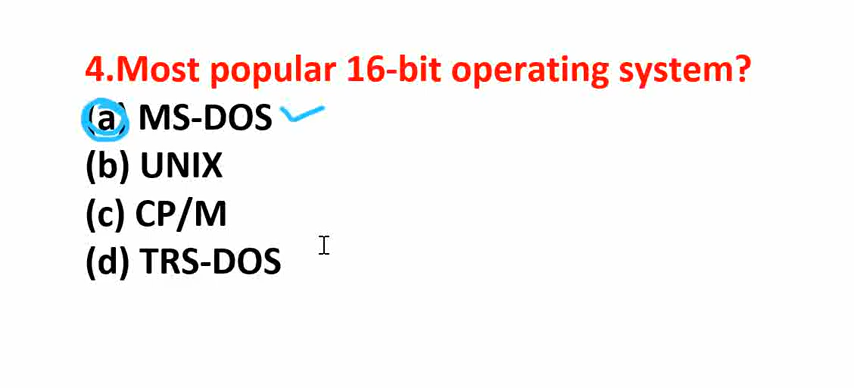 4.Most popular 16-bit operating system?
(a) MS-DOS
(b) UNIX
(c) CP/M
(d) TRS-DOS